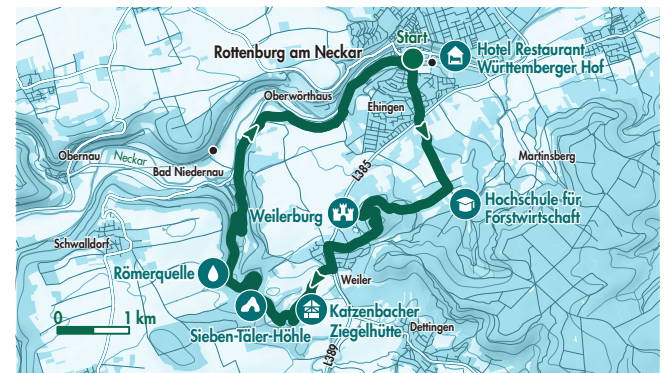 Start
Rottenburg am Neckar
Hotel Restaurant
Württemberger Hof
Oberwörthaus
Ehingen
Obernau
Neckar
Bad Niedernau
L385
Martinsberg
Weilerburg
Hochschule für
Forstwirtschaft
Schwalldorf
Römerquelle
Weiler
0 1 km
Sieben-Täler-Höhle
Katzenbacher
Ziegelhütte
Dettingen
L389